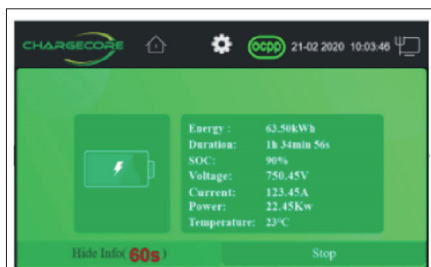 CHARGECORE ocpp 21-02 2020 10:03:46
Energy : 63.50kWh
Duration: 1h 34min 56s
SOC: 90%
Voltage: 750.45V
Current: 123.45A
Power: 22.45Kw
Temperature: 23°C
Hide Info( 60s ) Stop